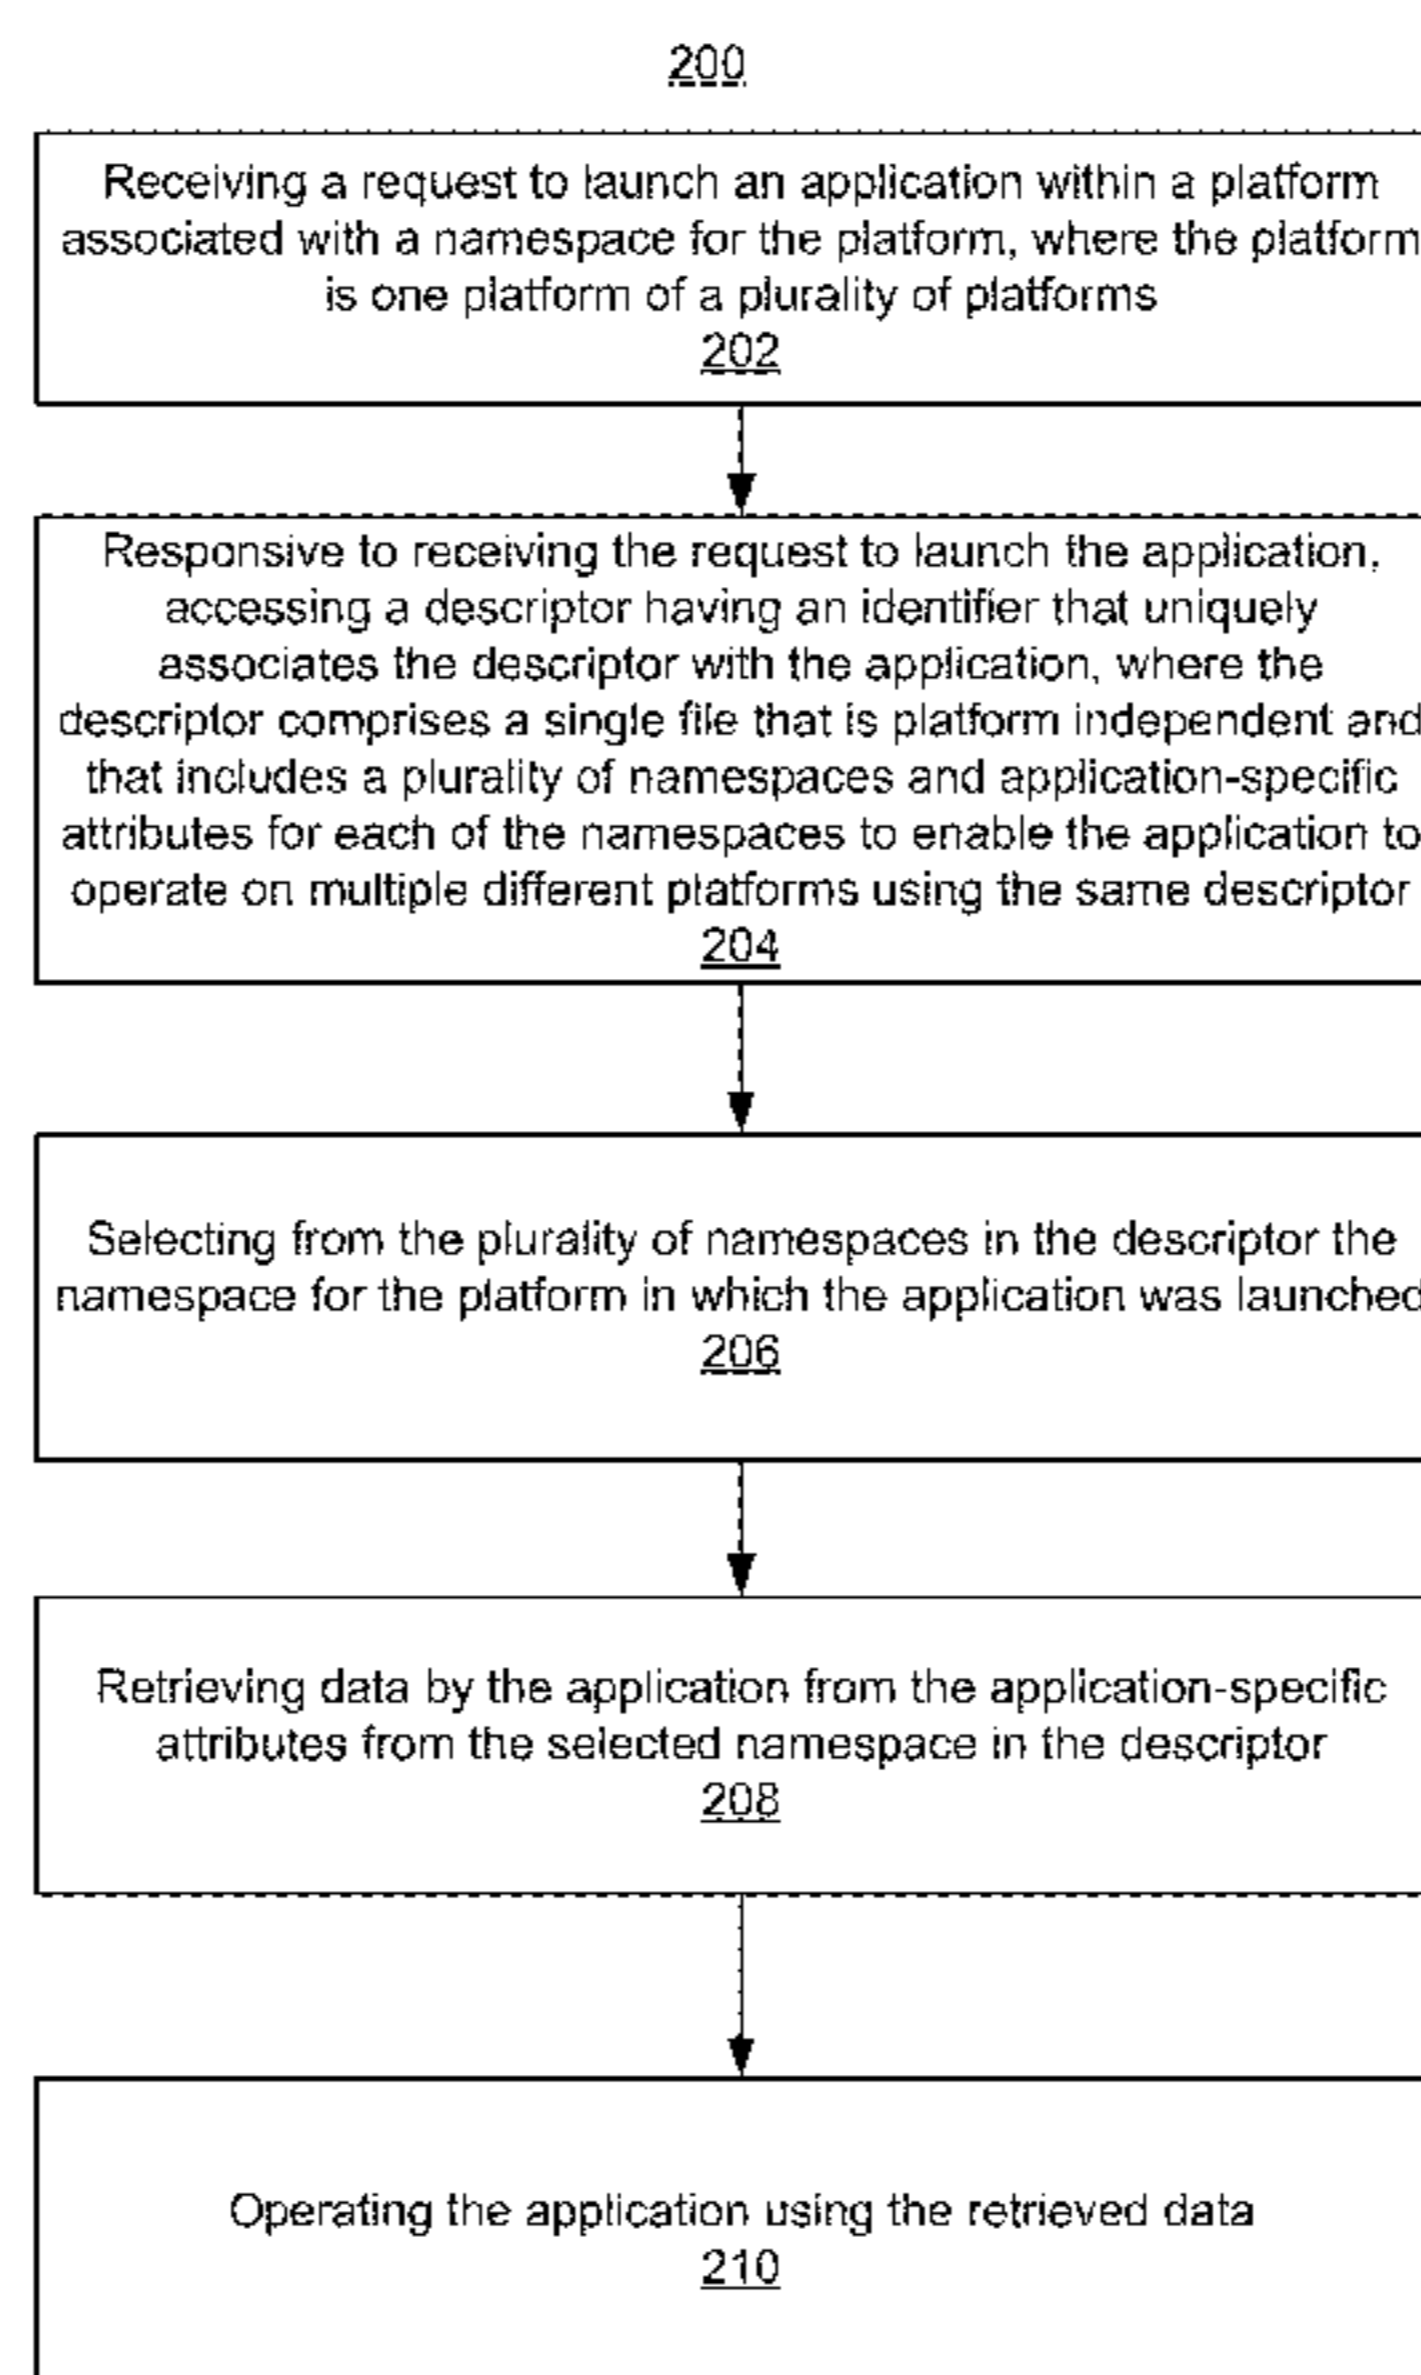 200
Receiving a request to launch an application within a platform
associated with a namespace for the platform, where the platform
is one platform of a plurality of platforms
202
Responsive to receiving the request to launch the application,
accessing a descriptor having an identifier that uniquely
associates the descriptor with the application, where the
descriptor comprises a single file that is platform independent and
that includes a plurality of namespaces and application-specific
attributes for each of the namespaces to enable the application to
operate on multiple different platforms using the same descriptor
204
Selecting from the plurality of namespaces in the descriptor the
namespace for the platform in which the application was launched
206
Retrieving data by the application from the application-specific
attributes from the selected namespace in the descriptor
208
Operating the application using the retrieved data
210